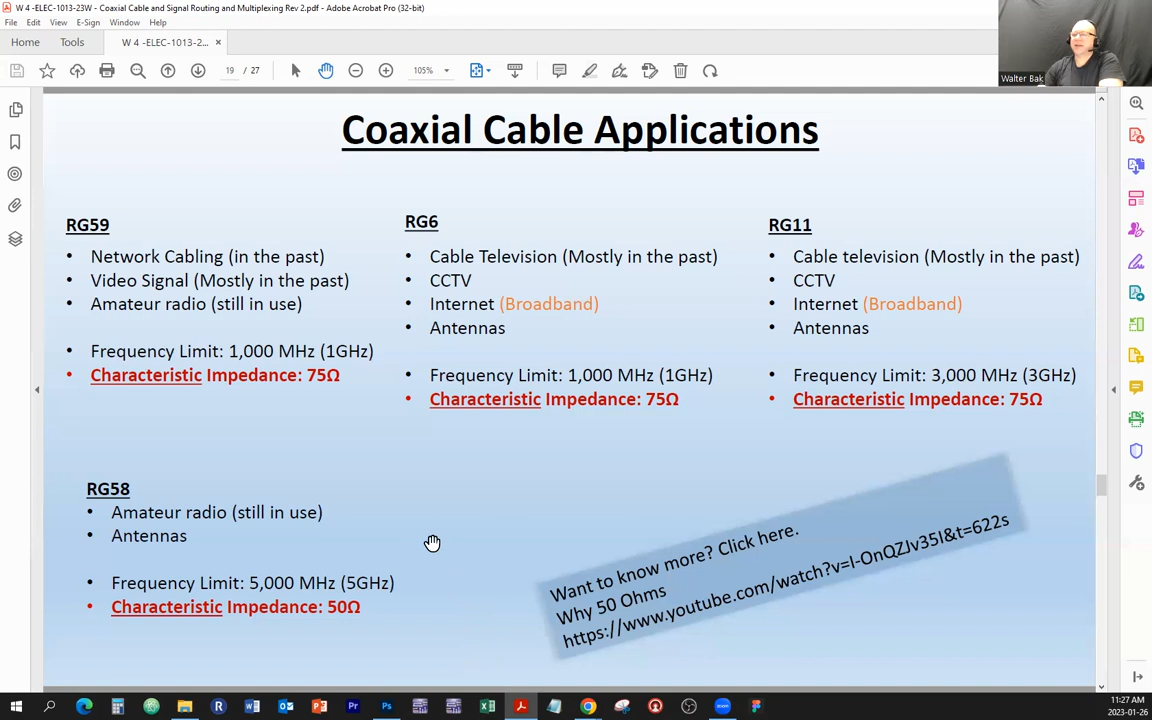 W 4 -ELEC-1013-23W - Coaxial Cable and Signal Routing and Multiplexing Rev 2.pdf - Adobe Acrobat Pro (32-bit)
File Edit View E-Sign Window Help
Home Tools W 4 -ELEC-1013-2... ×
19 / 27 105%
Walter Bak
Coaxial Cable Applications
RG59
• Network Cabling (in the past)
• Video Signal (Mostly in the past)
• Amateur radio (still in use)
• Frequency Limit: 1,000 MHz (1GHz)
• Characteristic Impedance: 75Ω
RG6
• Cable Television (Mostly in the past)
• CCTV
• Internet (Broadband)
• Antennas
• Frequency Limit: 1,000 MHz (1GHz)
• Characteristic Impedance: 75Ω
RG11
• Cable television (Mostly in the past)
• CCTV
• Internet (Broadband)
• Antennas
• Frequency Limit: 3,000 MHz (3GHz)
• Characteristic Impedance: 75Ω
RG58
• Amateur radio (still in use)
• Antennas
• Frequency Limit: 5,000 MHz (5GHz)
• Characteristic Impedance: 50Ω
Want to know more? Click here.
Why 50 Ohms
https://www.youtube.com/watch?v=I-OnQZJv35I&t=622s
11:27 AM
2023-01-26